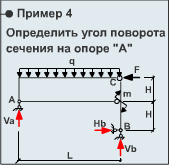 Пример 4
Определить угол поворота
сечения на опоре "А"
q
F
C
m
H
A
Va
Hb
B
H
Vb
L